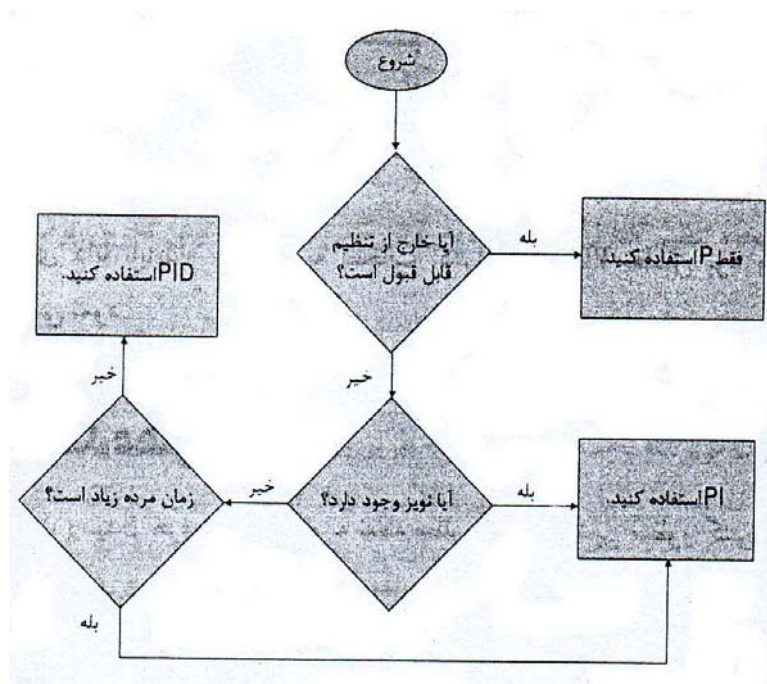 شروع
آیا خارج از تنظیم
قابل قبول است؟
بله
فقط P استفاده کنید.
خیر
آیا نویز وجود دارد؟
بله
PI استفاده کنید.
خیر
زمان مرده زیاد است؟
خیر
PID استفاده کنید.
بله